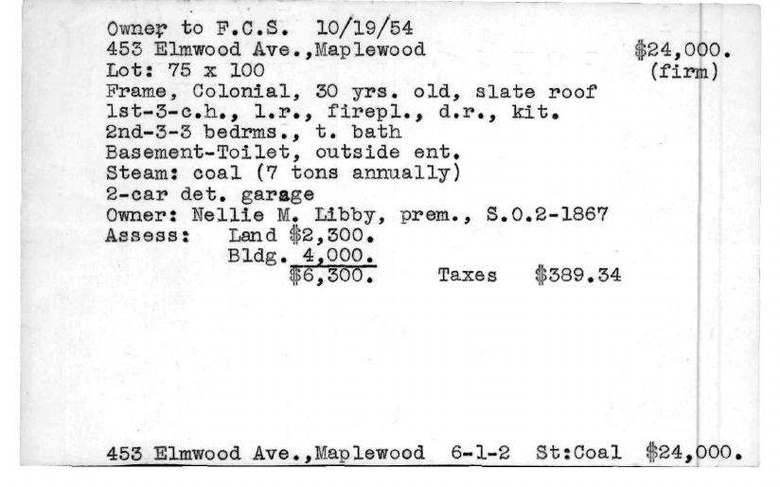 Owner to F.C.S. 10/19/54
453 Elmwood Ave.,Maplewood $24,000.
Lot: 75 x 100 (firm)
Frame, Colonial, 30 yrs. old, slate roof
1st-3-c.h., l.r., firepl., d.r., kit.
2nd-3-3 bedrms., t. bath
Basement-Toilet, outside ent.
Steam: coal (7 tons annually)
2-car det. garage
Owner: Nellie M. Libby, prem., S.O.2-1867
Assess: Land $2,300.
Bldg. 4,000.
$6,300. Taxes $389.34
453 Elmwood Ave.,Maplewood 6-1-2 St:Coal $24,000.